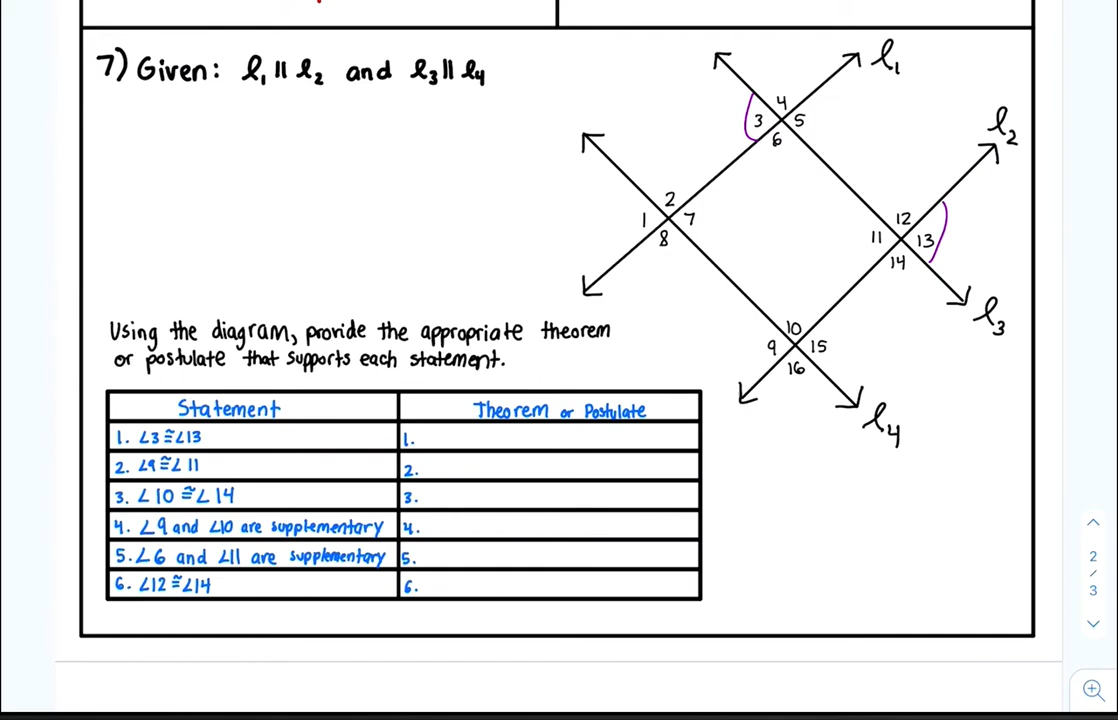 7) Given: ℓ₁ ∥ ℓ₂ and ℓ₃ ∥ ℓ₄
ℓ₁
ℓ₂
4
3 5
6
2
1 7
8
12
11 13
14
ℓ₃
10
9 15
16
ℓ₄
Using the diagram, provide the appropriate theorem
or postulate that supports each statement.
Statement Theorem or Postulate
1. ∠3 ≅ ∠13 1.
2. ∠9 ≅ ∠11 2.
3. ∠10 ≅ ∠14 3.
4. ∠9 and ∠10 are supplementary 4.
5. ∠6 and ∠11 are supplementary 5.
6. ∠12 ≅ ∠14 6.
2
/
3